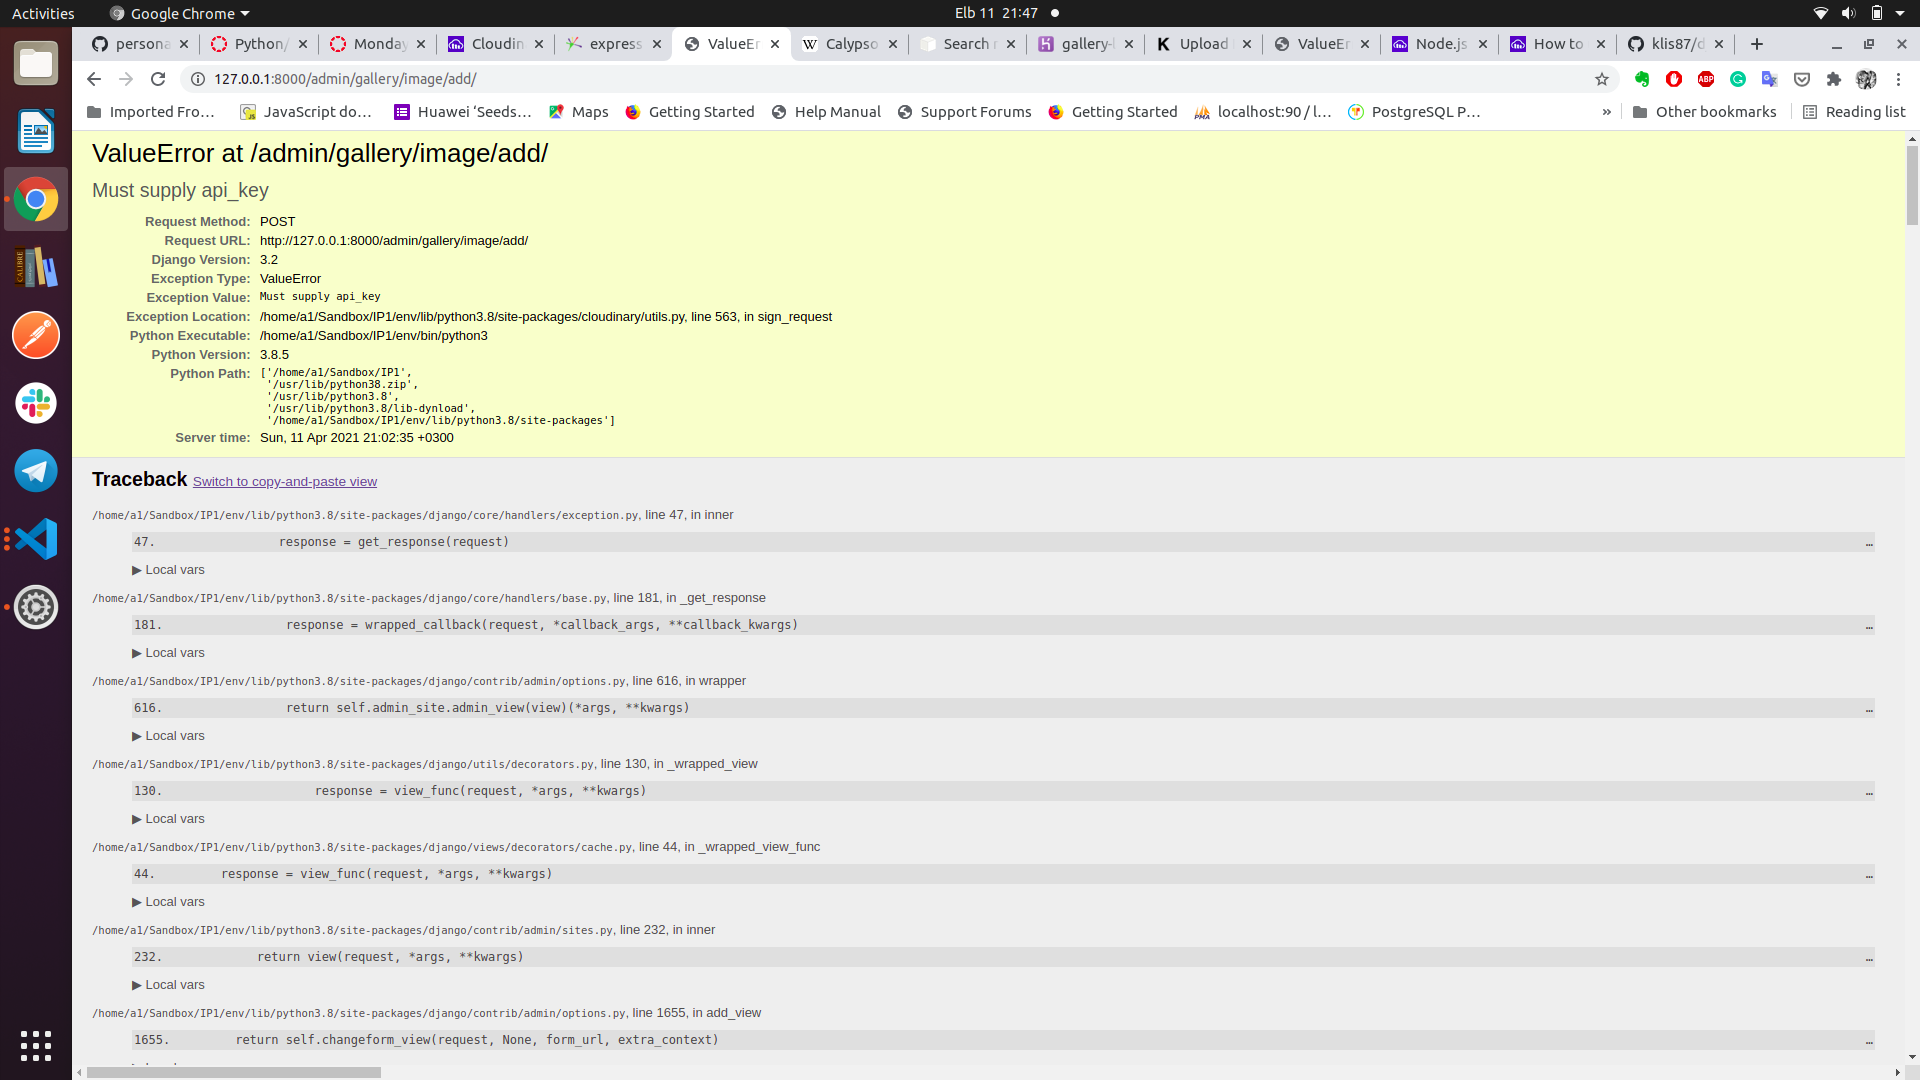 Activities
Google Chrome
Elb 11 21:47
persona
Python/
Monday
Cloudin
express
ValueEr
Calypso
Search r
gallery-
Upload
ValueEr
Node.js
How to
klis87/d
127.0.0.1:8000/admin/gallery/image/add/
Imported Fro…
JavaScript do…
Huawei ‘Seeds…
Maps
Getting Started
Help Manual
Support Forums
Getting Started
localhost:90 / l…
PostgreSQL P…
»
Other bookmarks
Reading list
ValueError at /admin/gallery/image/add/
Must supply api_key
Request Method: POST
Request URL: http://127.0.0.1:8000/admin/gallery/image/add/
Django Version: 3.2
Exception Type: ValueError
Exception Value: Must supply api_key
Exception Location: /home/a1/Sandbox/IP1/env/lib/python3.8/site-packages/cloudinary/utils.py, line 563, in sign_request
Python Executable: /home/a1/Sandbox/IP1/env/bin/python3
Python Version: 3.8.5
Python Path: ['/home/a1/Sandbox/IP1',
'/usr/lib/python38.zip',
'/usr/lib/python3.8',
'/usr/lib/python3.8/lib-dynload',
'/home/a1/Sandbox/IP1/env/lib/python3.8/site-packages']
Server time: Sun, 11 Apr 2021 21:02:35 +0300
Traceback Switch to copy-and-paste view
/home/a1/Sandbox/IP1/env/lib/python3.8/site-packages/django/core/handlers/exception.py, line 47, in inner
47. response = get_response(request) …
▶ Local vars
/home/a1/Sandbox/IP1/env/lib/python3.8/site-packages/django/core/handlers/base.py, line 181, in _get_response
181. response = wrapped_callback(request, *callback_args, **callback_kwargs) …
▶ Local vars
/home/a1/Sandbox/IP1/env/lib/python3.8/site-packages/django/contrib/admin/options.py, line 616, in wrapper
616. return self.admin_site.admin_view(view)(*args, **kwargs) …
▶ Local vars
/home/a1/Sandbox/IP1/env/lib/python3.8/site-packages/django/utils/decorators.py, line 130, in _wrapped_view
130. response = view_func(request, *args, **kwargs) …
▶ Local vars
/home/a1/Sandbox/IP1/env/lib/python3.8/site-packages/django/views/decorators/cache.py, line 44, in _wrapped_view_func
44. response = view_func(request, *args, **kwargs) …
▶ Local vars
/home/a1/Sandbox/IP1/env/lib/python3.8/site-packages/django/contrib/admin/sites.py, line 232, in inner
232. return view(request, *args, **kwargs) …
▶ Local vars
/home/a1/Sandbox/IP1/env/lib/python3.8/site-packages/django/contrib/admin/options.py, line 1655, in add_view
1655. return self.changeform_view(request, None, form_url, extra_context) …